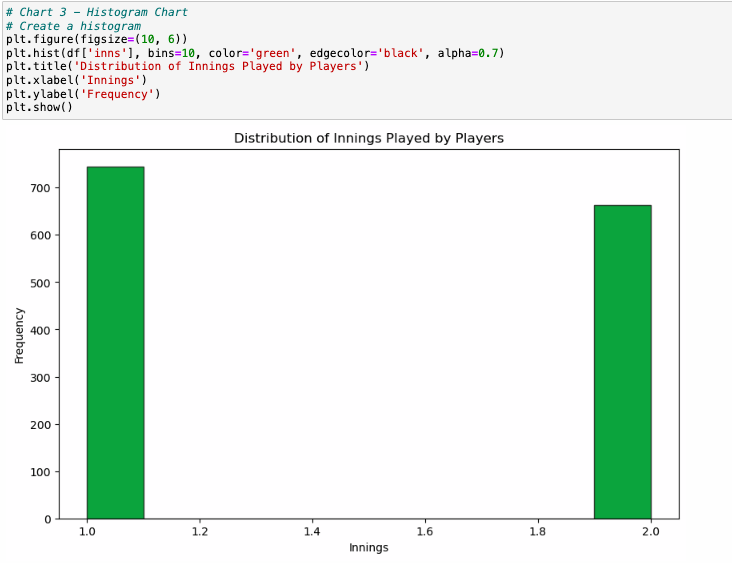 # Chart 3 – Histogram Chart
# Create a histogram
plt.figure(figsize=(10, 6))
plt.hist(df['inns'], bins=10, color='green', edgecolor='black', alpha=0.7)
plt.title('Distribution of Innings Played by Players')
plt.xlabel('Innings')
plt.ylabel('Frequency')
plt.show()
Distribution of Innings Played by Players
700
600
500
400
300
200
100
0
Frequency
1.0 1.2 1.4 1.6 1.8 2.0
Innings